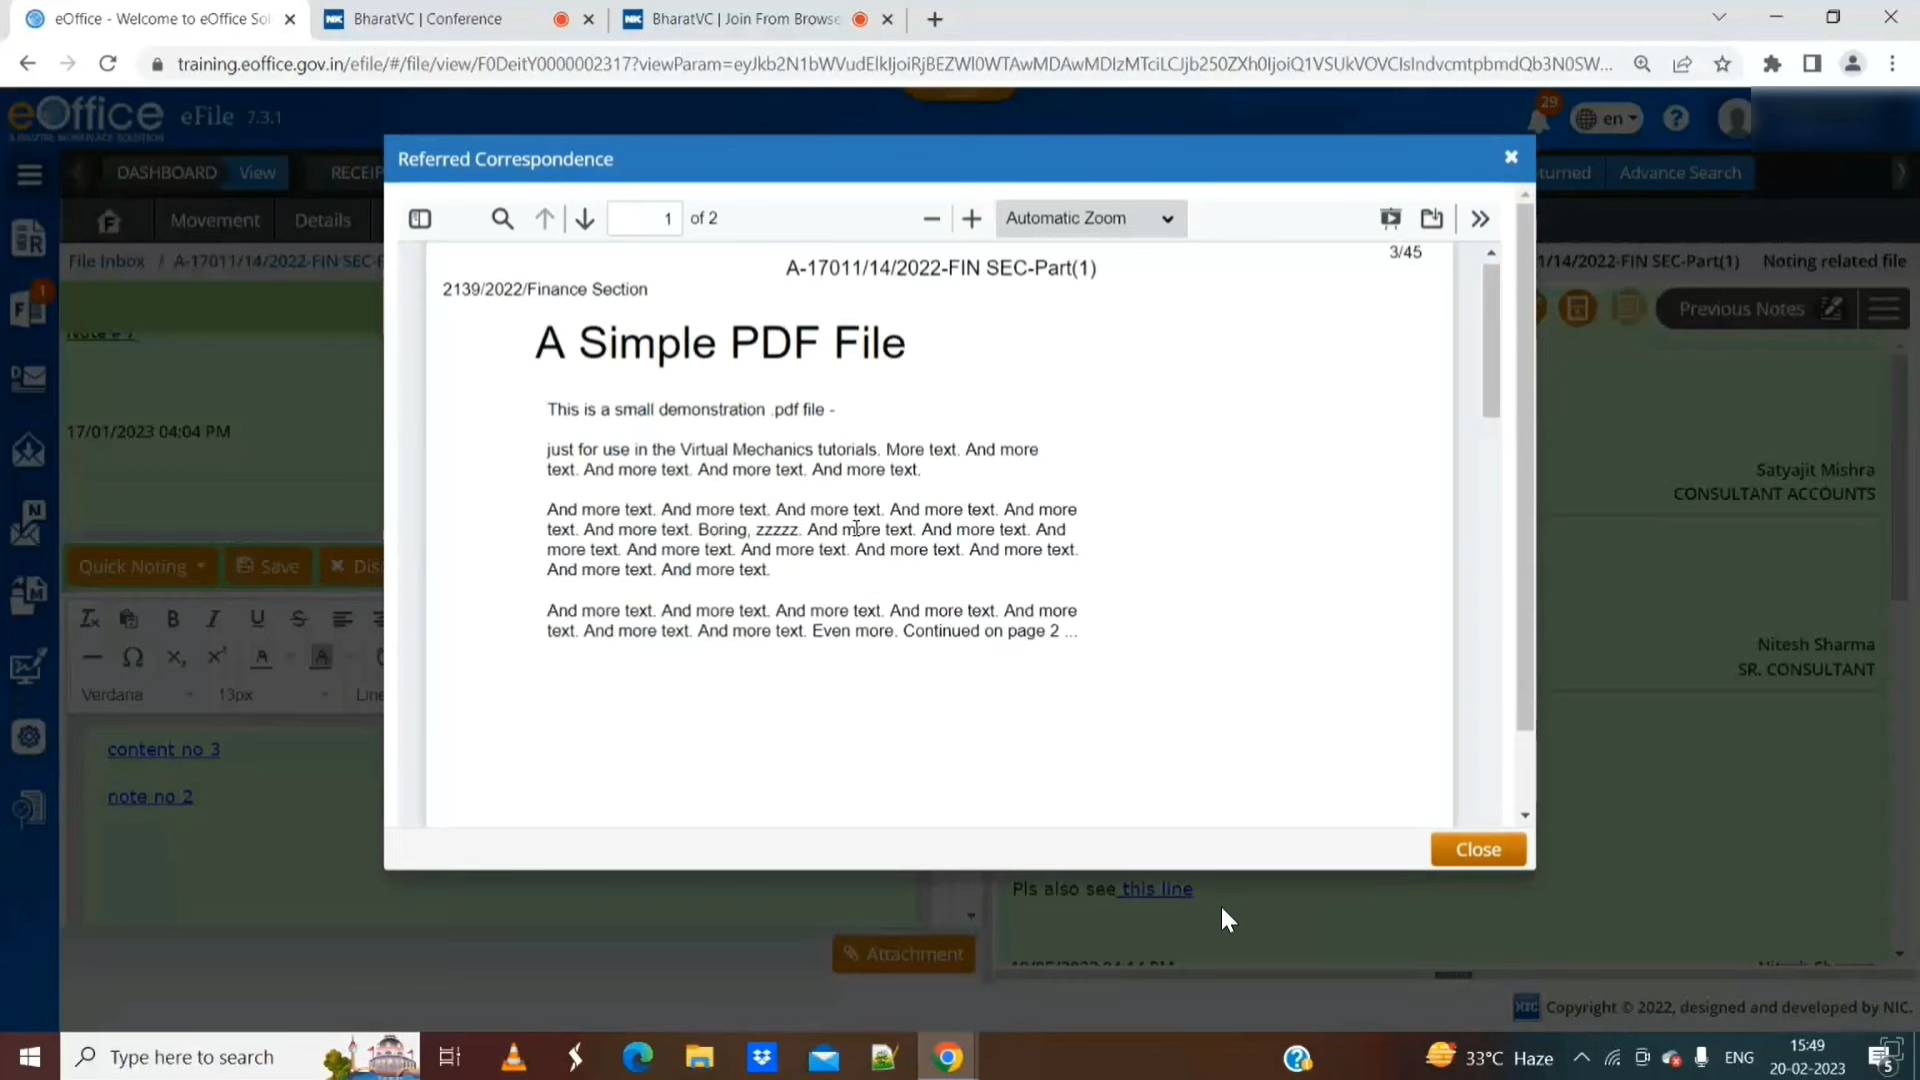 eOffice - Welcome to eOffice Sol
BharatVC | Conference
BharatVC | Join From Browse
training.eoffice.gov.in/efile/#/file/view/F0DeitY0000002317?viewParam=
eOffice eFile 7.3.1
A DIGITAL WORKPLACE SOLUTION
29
en
DASHBOARD View RECEIP
turned Advance Search
Movement Details
File Inbox / A-17011/14/2022-FIN SEC-F
1/14/2022-FIN SEC-Part(1) Noting related file
1
Previous Notes
Referred Correspondence
1 of 2
Automatic Zoom
3/45
A-17011/14/2022-FIN SEC-Part(1)
2139/2022/Finance Section
A Simple PDF File
This is a small demonstration .pdf file -
just for use in the Virtual Mechanics tutorials. More text. And more
text. And more text. And more text. And more text.
And more text. And more text. And more text. And more text. And more
text. And more text. Boring, zzzzz. And more text. And more text. And
more text. And more text. And more text. And more text. And more text.
And more text. And more text.
And more text. And more text. And more text. And more text. And more
text. And more text. And more text. Even more. Continued on page 2 ...
Close
17/01/2023 04:04 PM
Satyajit Mishra
CONSULTANT ACCOUNTS
Nitesh Sharma
SR. CONSULTANT
Quick Noting Save Disc
B I U S
Verdana 13px Line
content no 3
note no 2
Pls also see this line
Attachment
NIC Copyright © 2022, designed and developed by NIC.
Type here to search
33°C Haze
ENG
15:49
20-02-2023
5